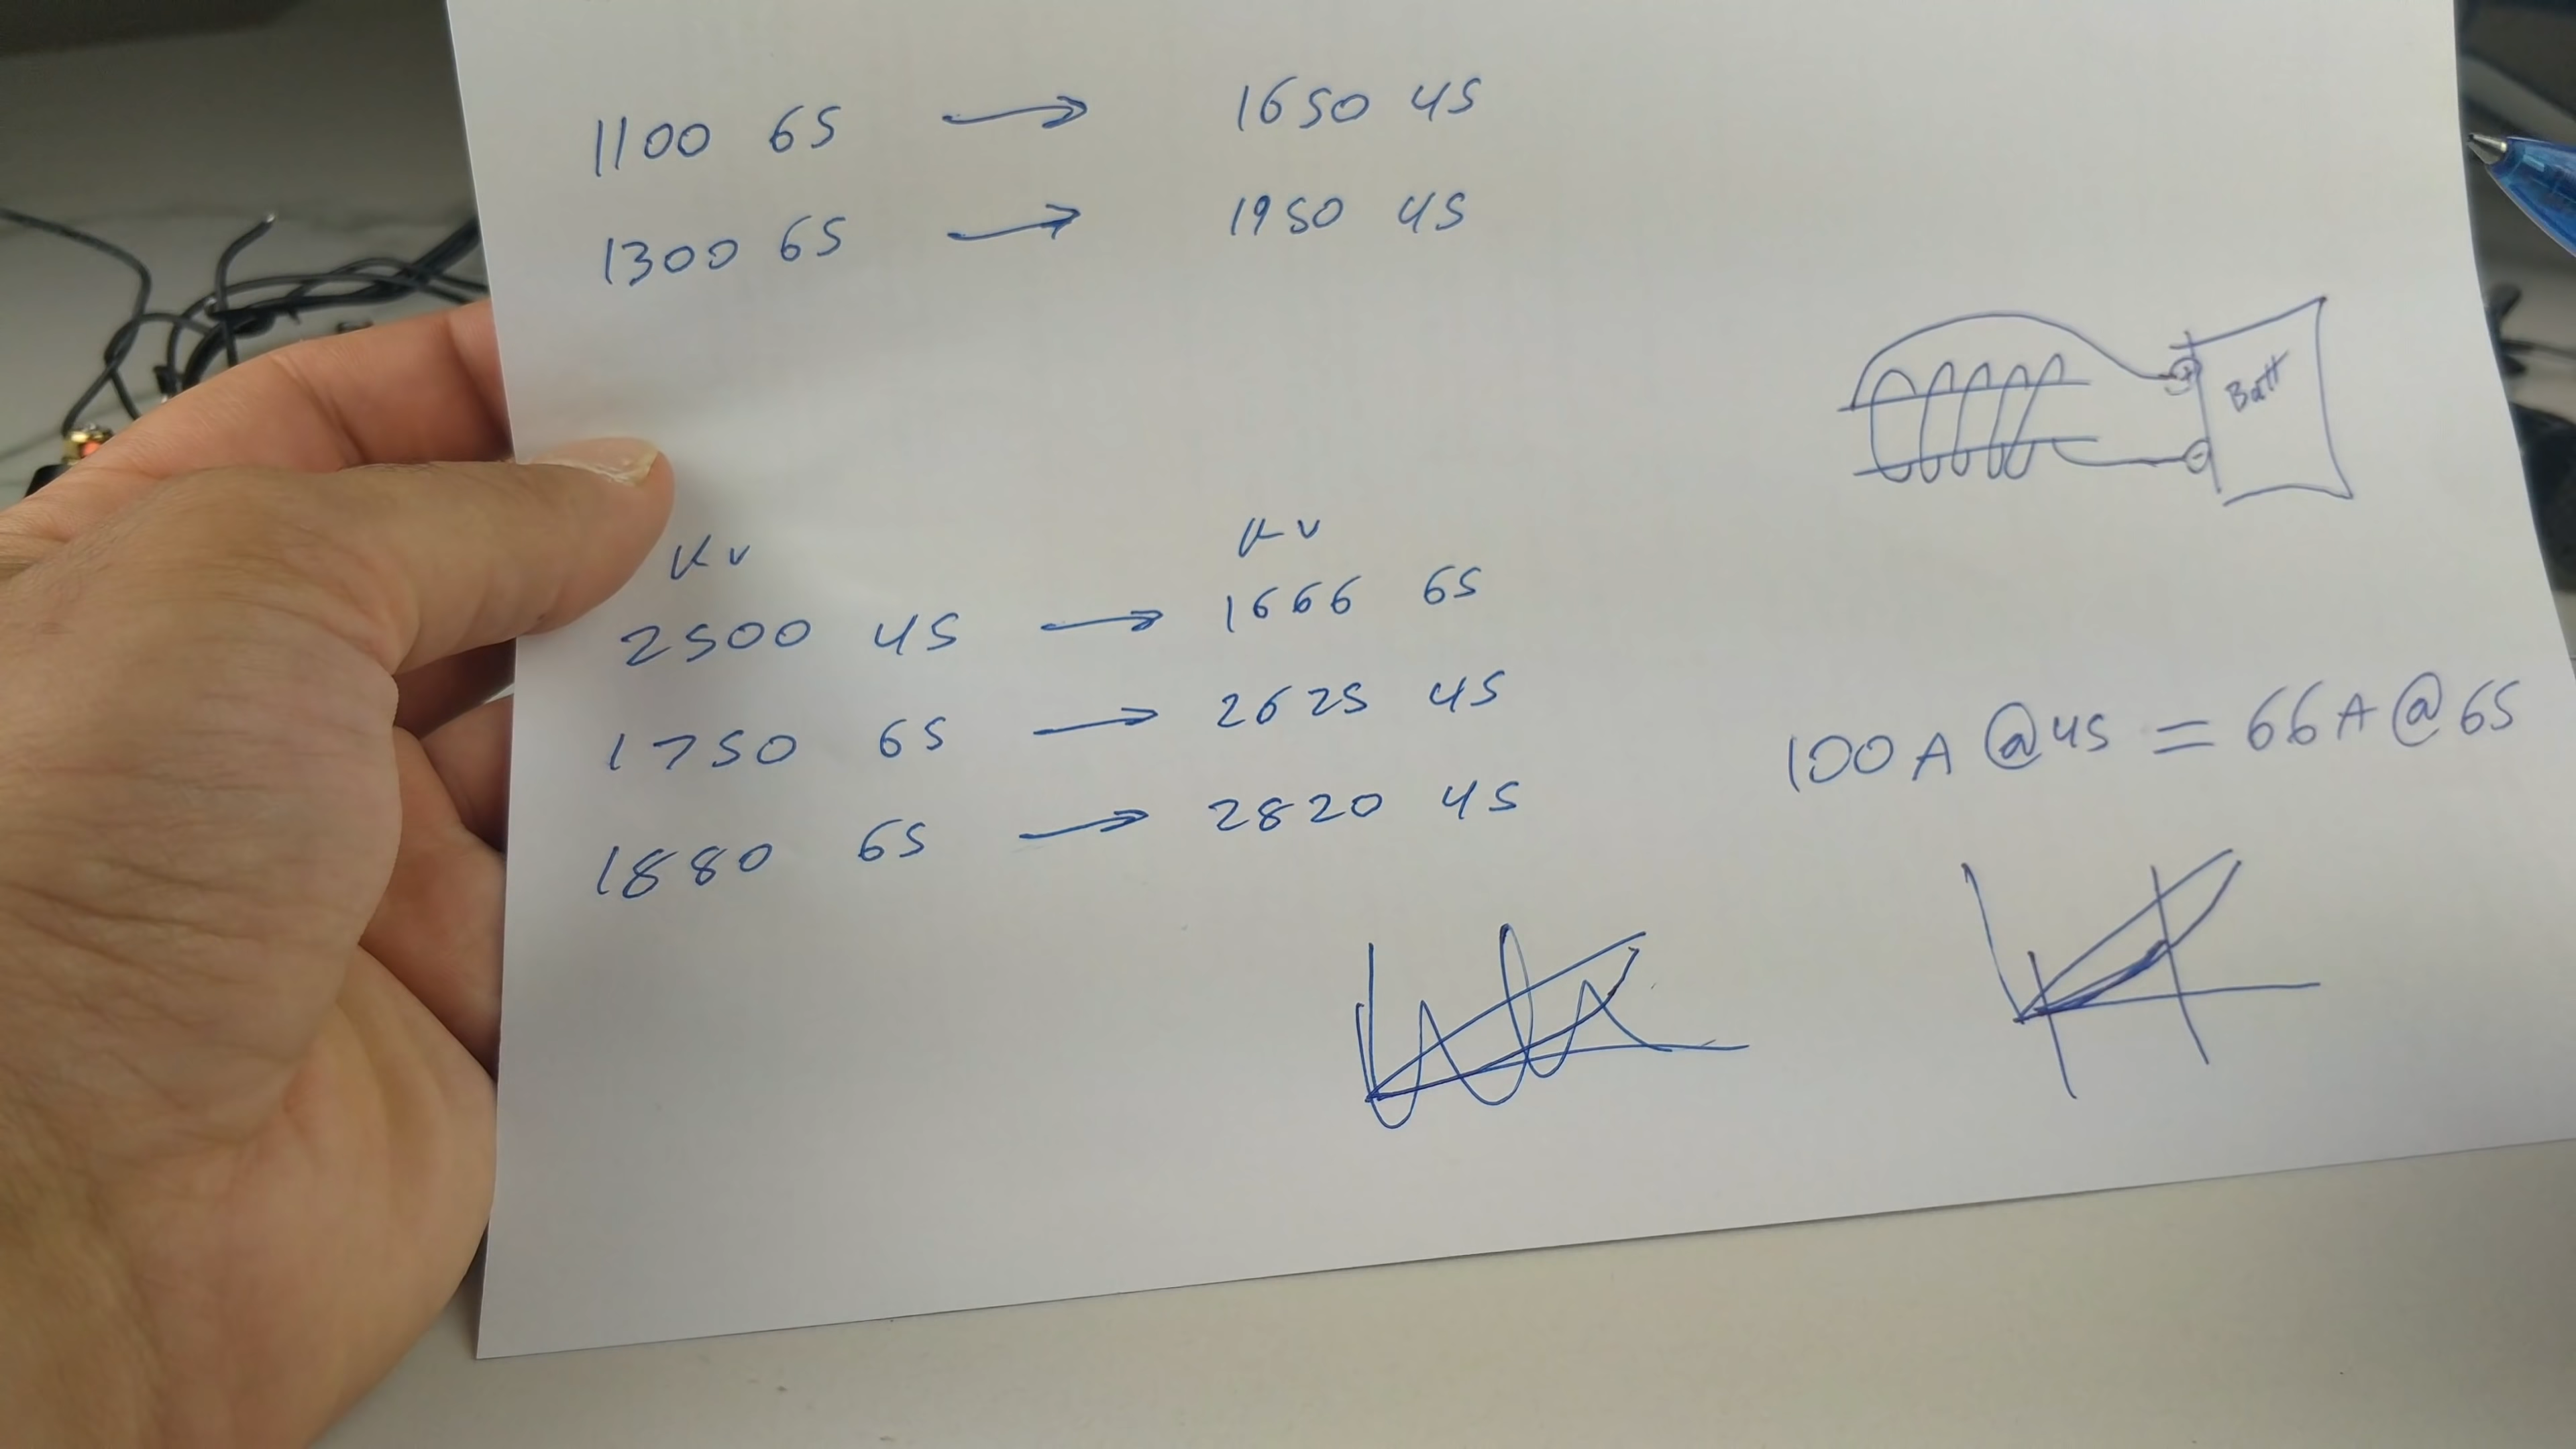 1100 6S → 1650 4S
1300 6S → 1950 4S
+ Batt
-
Kv Kv
2500 4S → 1666 6S
1750 6S → 2625 4S
1880 6S → 2820 4S
100A @4S = 66A@6S